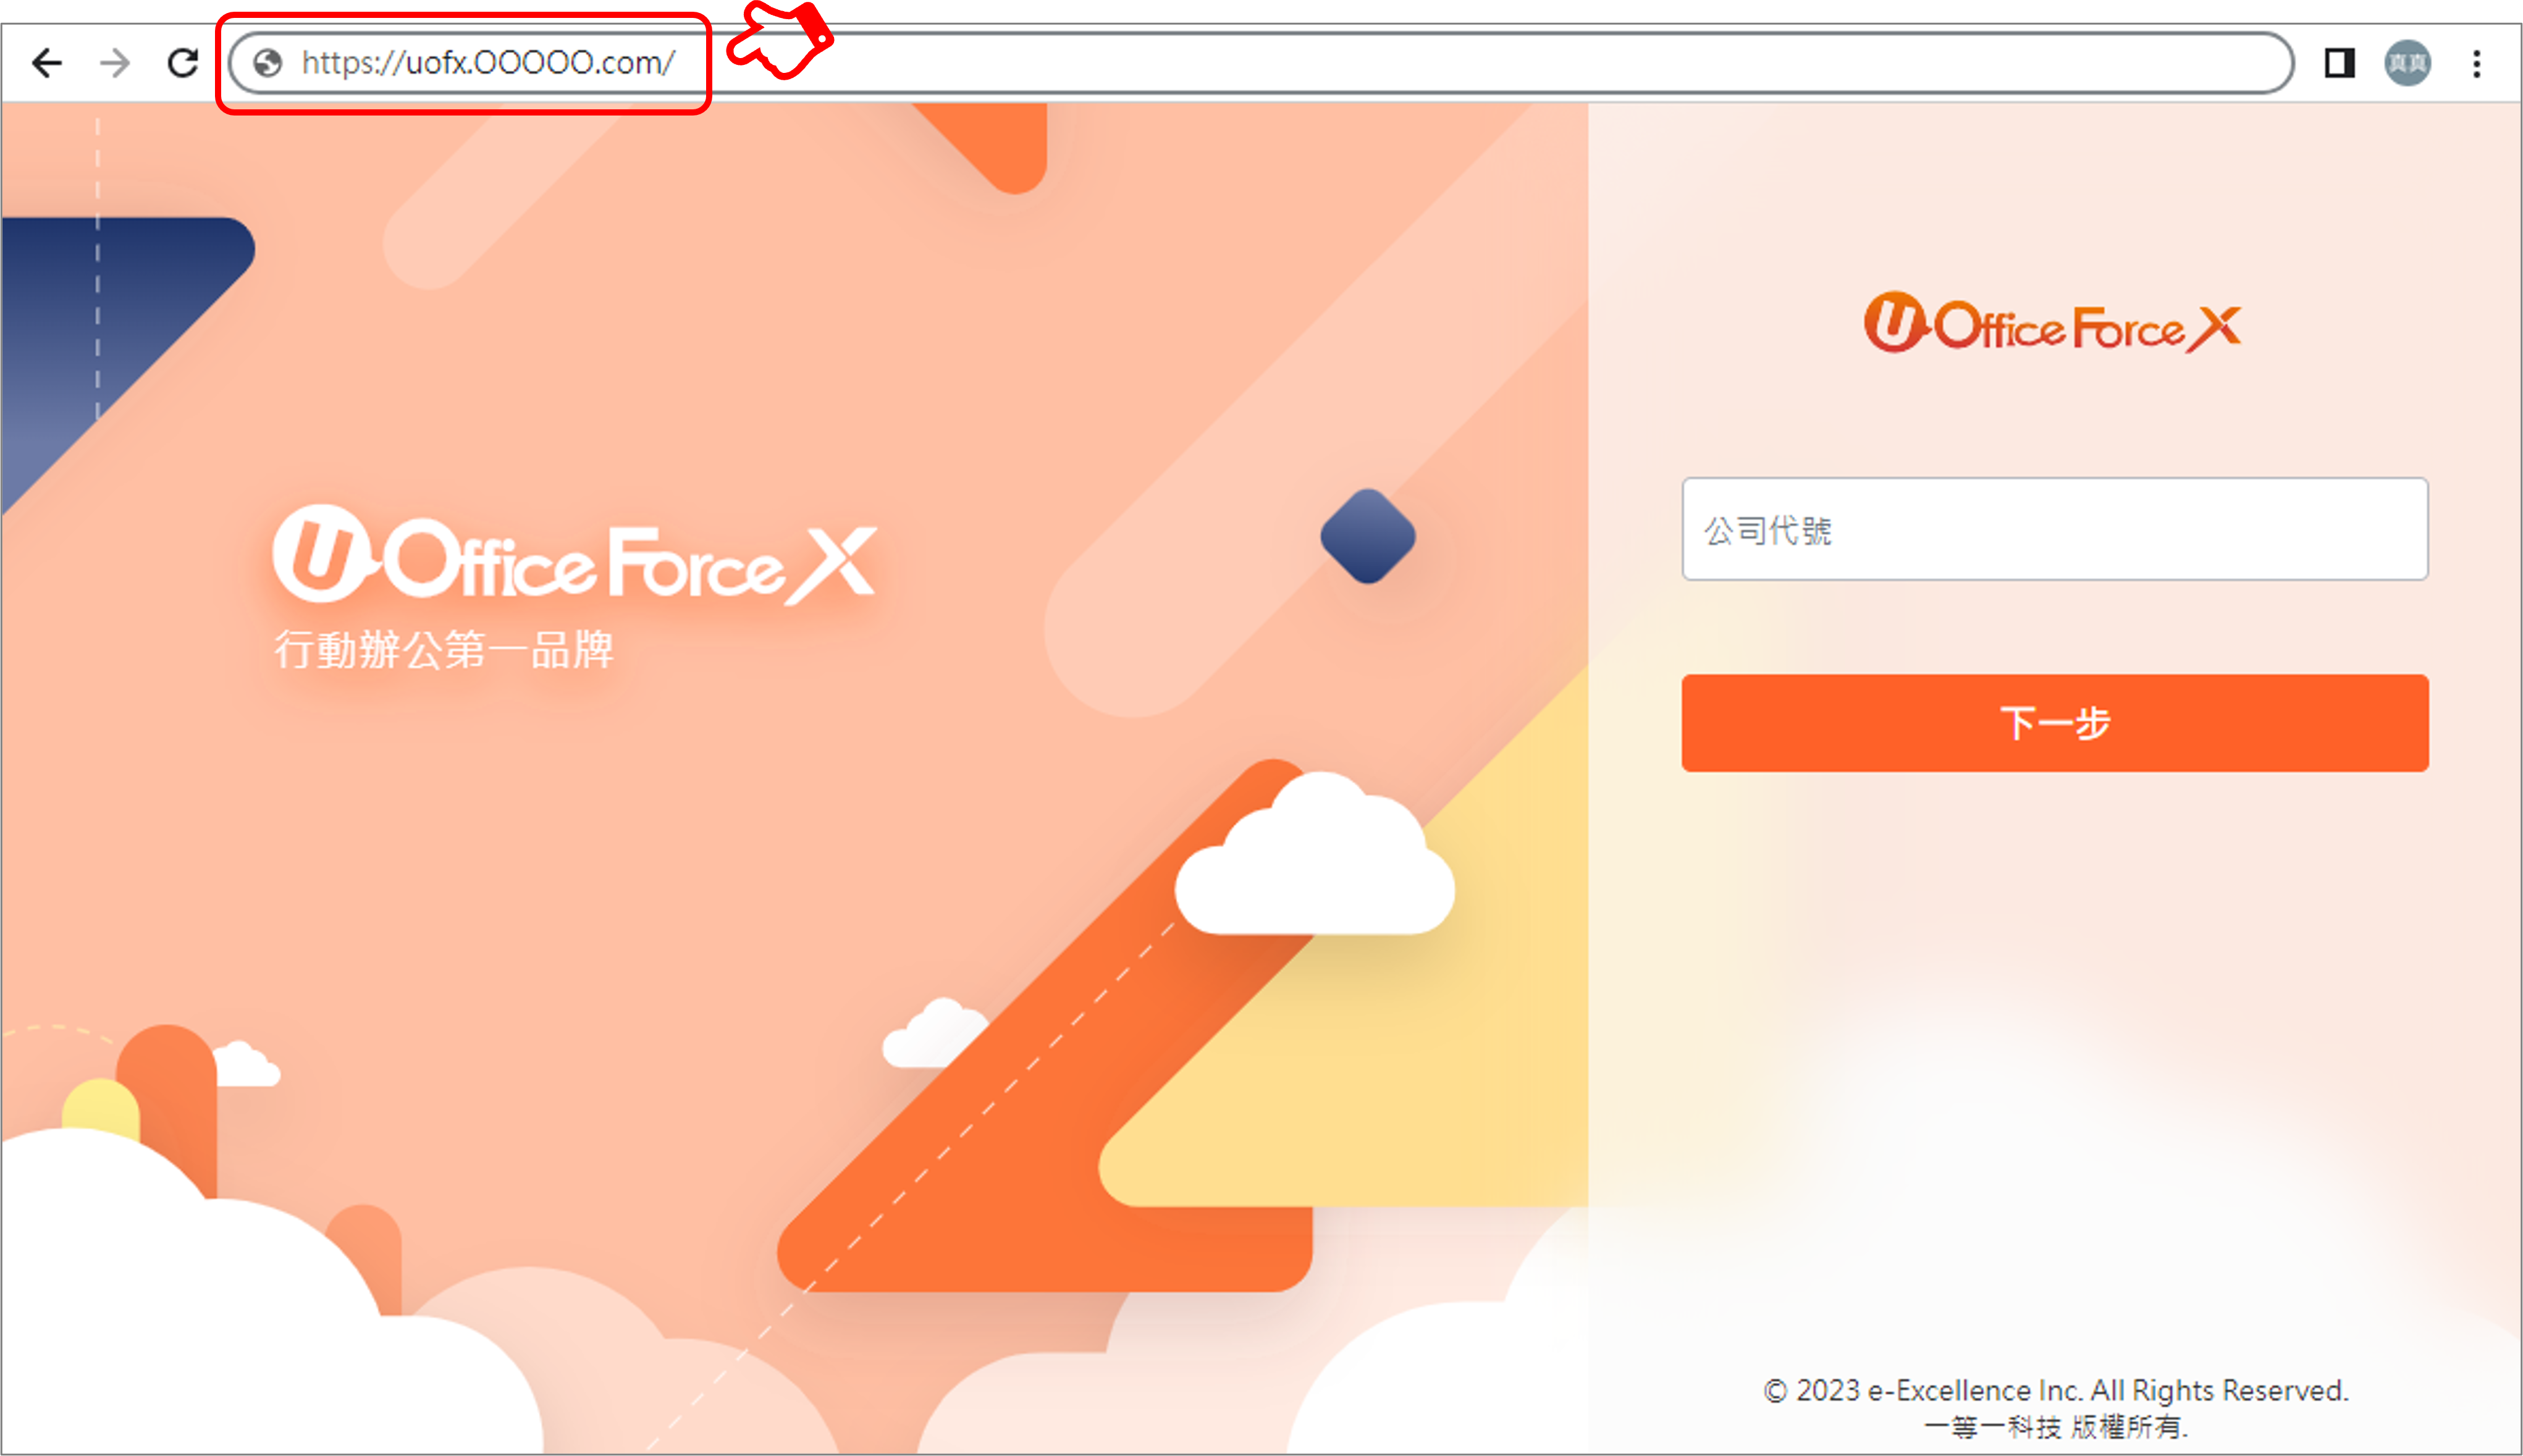 https://uofx.OOOOO.com/
真真
U Office Force X
行動辦公第一品牌
U Office Force X
公司代號
下一步
© 2023 e-Excellence Inc. All Rights Reserved.
一等一科技 版權所有.